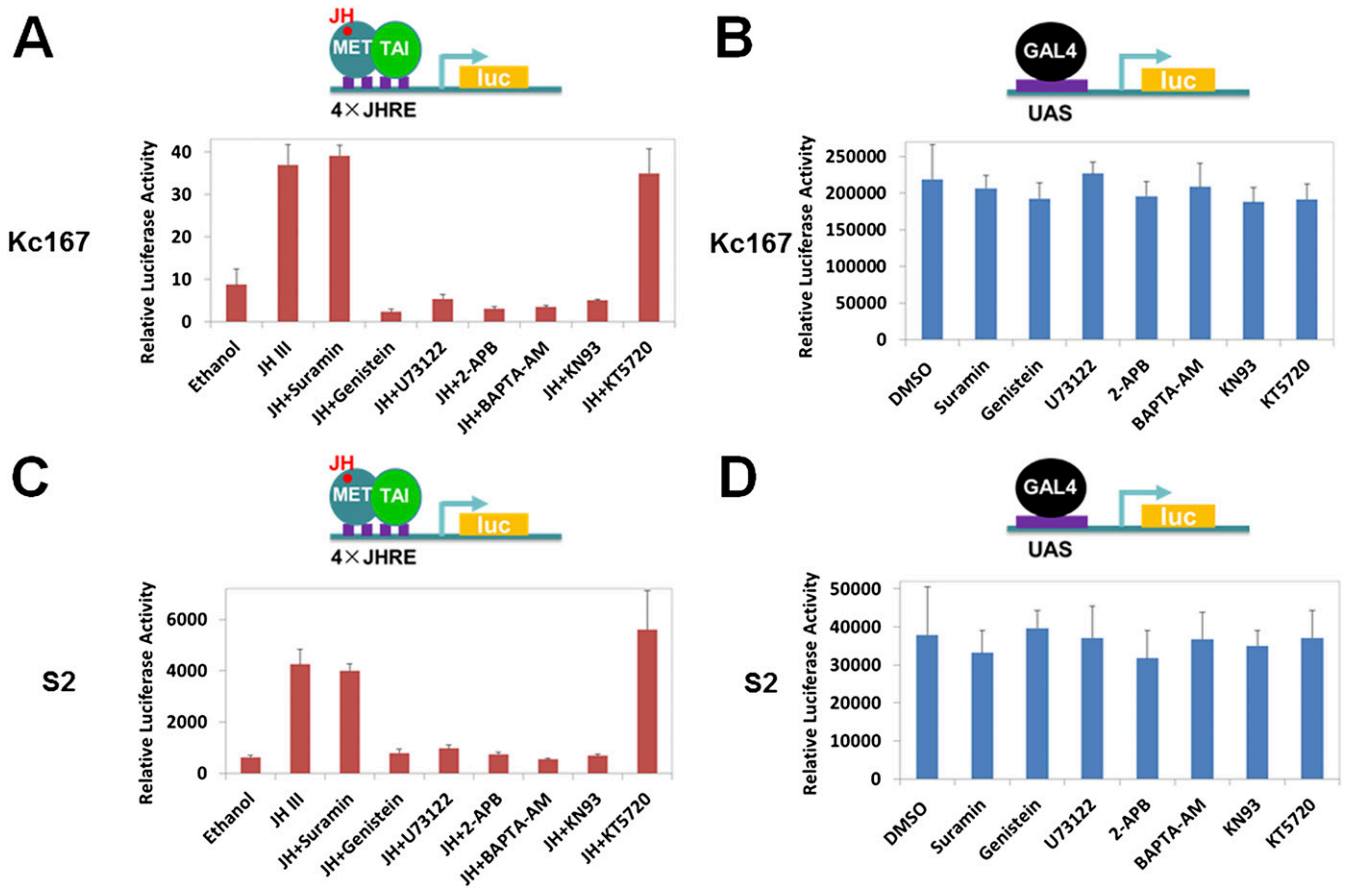 A
JH
MET TAI
luc
4×JHRE
Kc167
Relative Luciferase Activity
40
30
20
10
0
Ethanol
JH III
JH+Suramin
JH+Genistein
JH+U73122
JH+2-APB
JH+BAPTA-AM
JH+KN93
JH+KT5720
B
GAL4
luc
UAS
Kc167
Relative Luciferase Activity
250000
200000
150000
100000
50000
0
DMSO
Suramin
Genistein
U73122
2-APB
BAPTA-AM
KN93
KT5720
C
JH
MET TAI
luc
4×JHRE
S2
Relative Luciferase Activity
6000
4000
2000
0
Ethanol
JH III
JH+Suramin
JH+Genistein
JH+U73122
JH+2-APB
JH+BAPTA-AM
JH+KN93
JH+KT5720
D
GAL4
luc
UAS
S2
Relative Luciferase Activity
50000
40000
30000
20000
10000
0
DMSO
Suramin
Genistein
U73122
2-APB
BAPTA-AM
KN93
KT5720